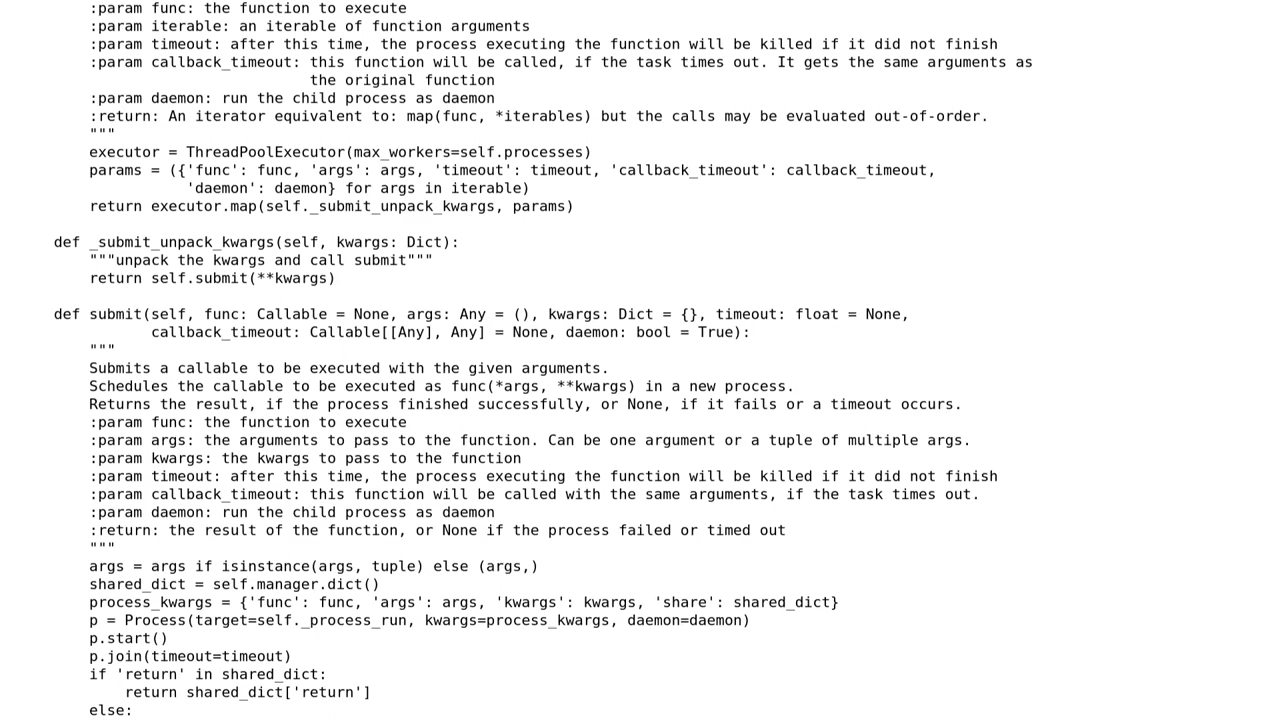 :param func: the function to execute
:param iterable: an iterable of function arguments
:param timeout: after this time, the process executing the function will be killed if it did not finish
:param callback_timeout: this function will be called, if the task times out. It gets the same arguments as
the original function
:param daemon: run the child process as daemon
:return: An iterator equivalent to: map(func, *iterables) but the calls may be evaluated out-of-order.
"""
executor = ThreadPoolExecutor(max_workers=self.processes)
params = ({'func': func, 'args': args, 'timeout': timeout, 'callback_timeout': callback_timeout,
'daemon': daemon} for args in iterable)
return executor.map(self._submit_unpack_kwargs, params)
def _submit_unpack_kwargs(self, kwargs: Dict):
"""unpack the kwargs and call submit"""
return self.submit(**kwargs)
def submit(self, func: Callable = None, args: Any = (), kwargs: Dict = {}, timeout: float = None,
callback_timeout: Callable[[Any], Any] = None, daemon: bool = True):
"""
Submits a callable to be executed with the given arguments.
Schedules the callable to be executed as func(*args, **kwargs) in a new process.
Returns the result, if the process finished successfully, or None, if it fails or a timeout occurs.
:param func: the function to execute
:param args: the arguments to pass to the function. Can be one argument or a tuple of multiple args.
:param kwargs: the kwargs to pass to the function
:param timeout: after this time, the process executing the function will be killed if it did not finish
:param callback_timeout: this function will be called with the same arguments, if the task times out.
:param daemon: run the child process as daemon
:return: the result of the function, or None if the process failed or timed out
"""
args = args if isinstance(args, tuple) else (args,)
shared_dict = self.manager.dict()
process_kwargs = {'func': func, 'args': args, 'kwargs': kwargs, 'share': shared_dict}
p = Process(target=self._process_run, kwargs=process_kwargs, daemon=daemon)
p.start()
p.join(timeout=timeout)
if 'return' in shared_dict:
return shared_dict['return']
else: